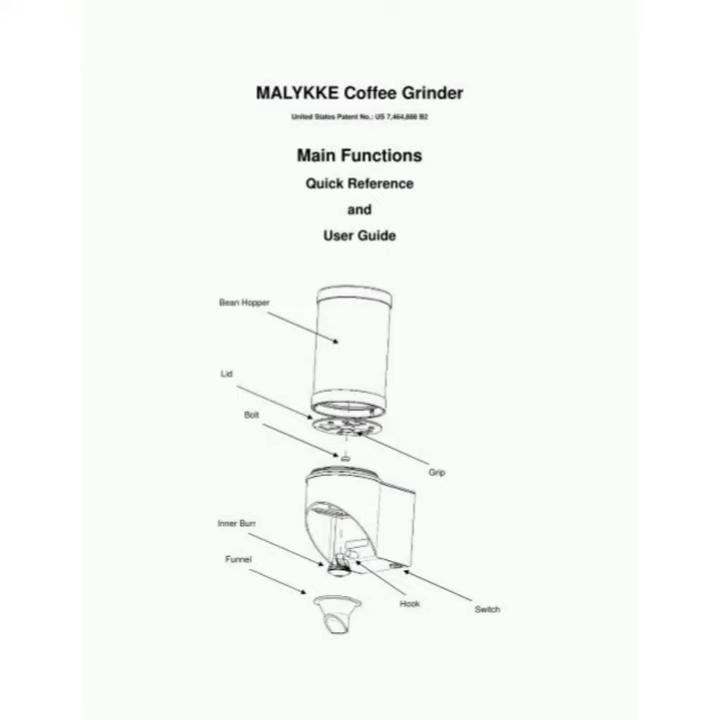 MALYKKE Coffee Grinder
United States Patent No.: US 7,464,886 B2
Main Functions
Quick Reference
and
User Guide
Bean Hopper
Lid
Bolt
Grip
Inner Burr
Funnel
Hook
Switch